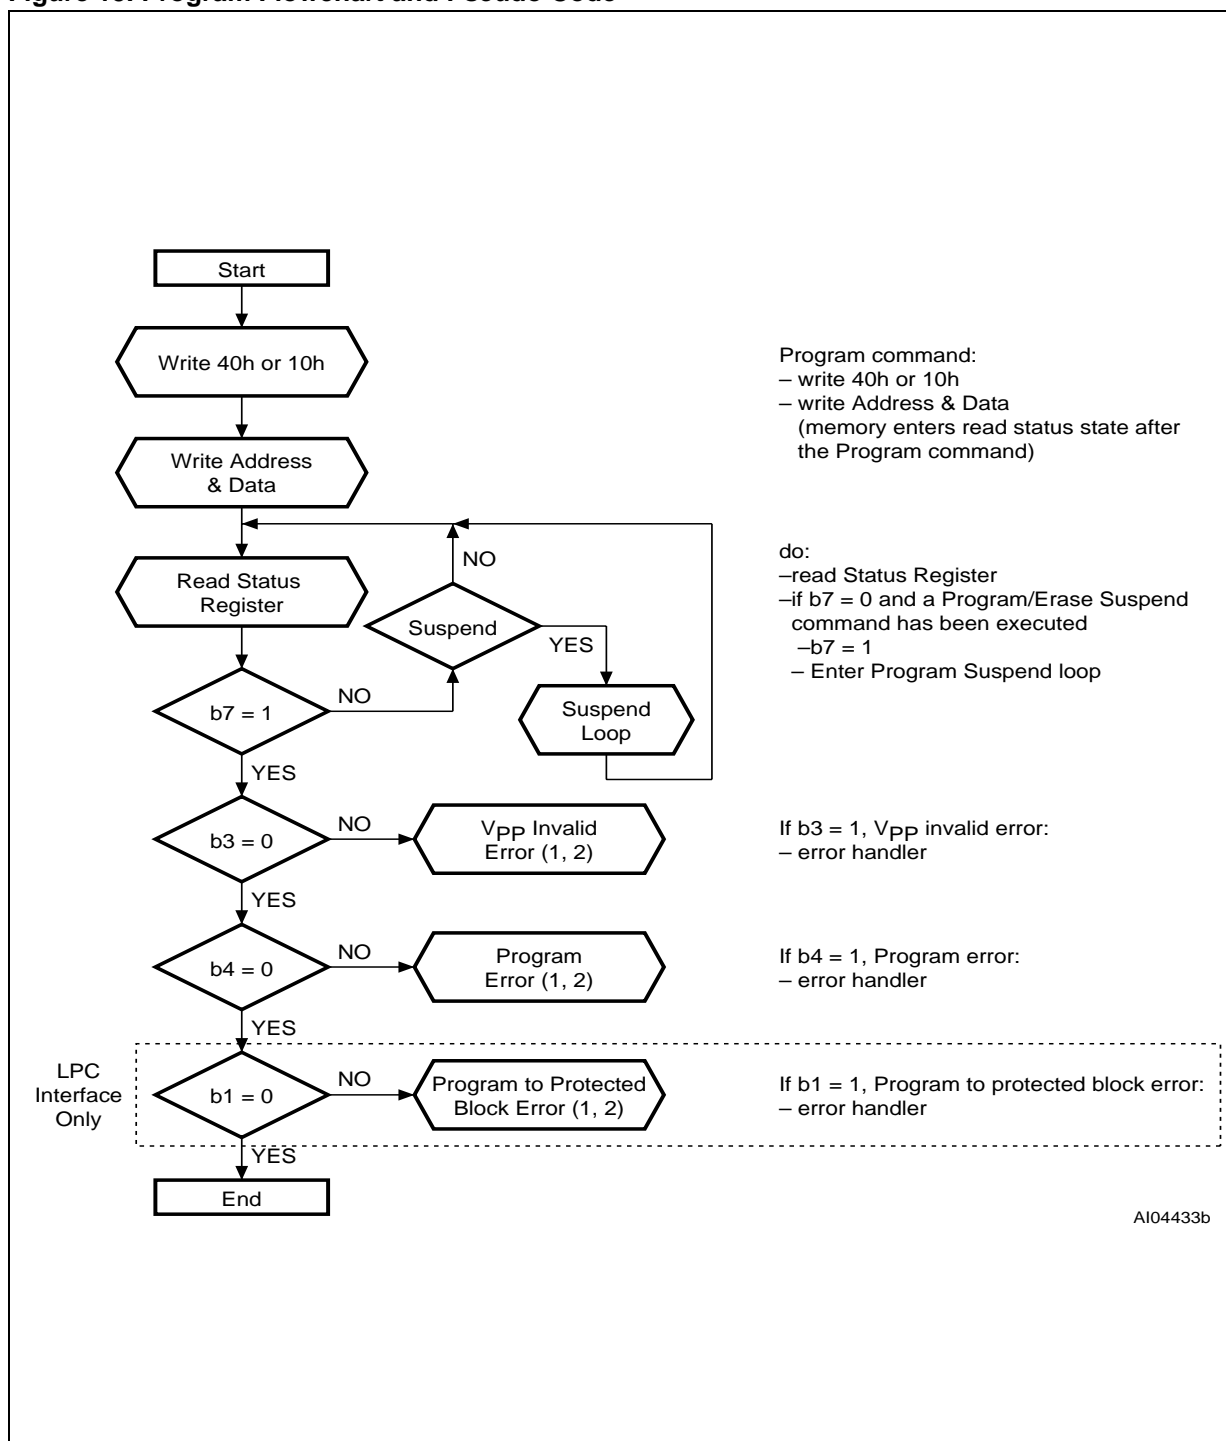 Start
Write 40h or 10h
Program command:
– write 40h or 10h
– write Address & Data
(memory enters read status state after
the Program command)
Write Address
& Data
NO
do:
–read Status Register
–if b7 = 0 and a Program/Erase Suspend
command has been executed
–b7 = 1
– Enter Program Suspend loop
Read Status
Register
Suspend
YES
NO
b7 = 1
Suspend
Loop
YES
b3 = 0
NO
VPP Invalid
Error (1, 2)
If b3 = 1, VPP invalid error:
– error handler
YES
b4 = 0
NO
Program
Error (1, 2)
If b4 = 1, Program error:
– error handler
YES
LPC
Interface
Only
b1 = 0
NO
Program to Protected
Block Error (1, 2)
If b1 = 1, Program to protected block error:
– error handler
YES
End
AI04433b